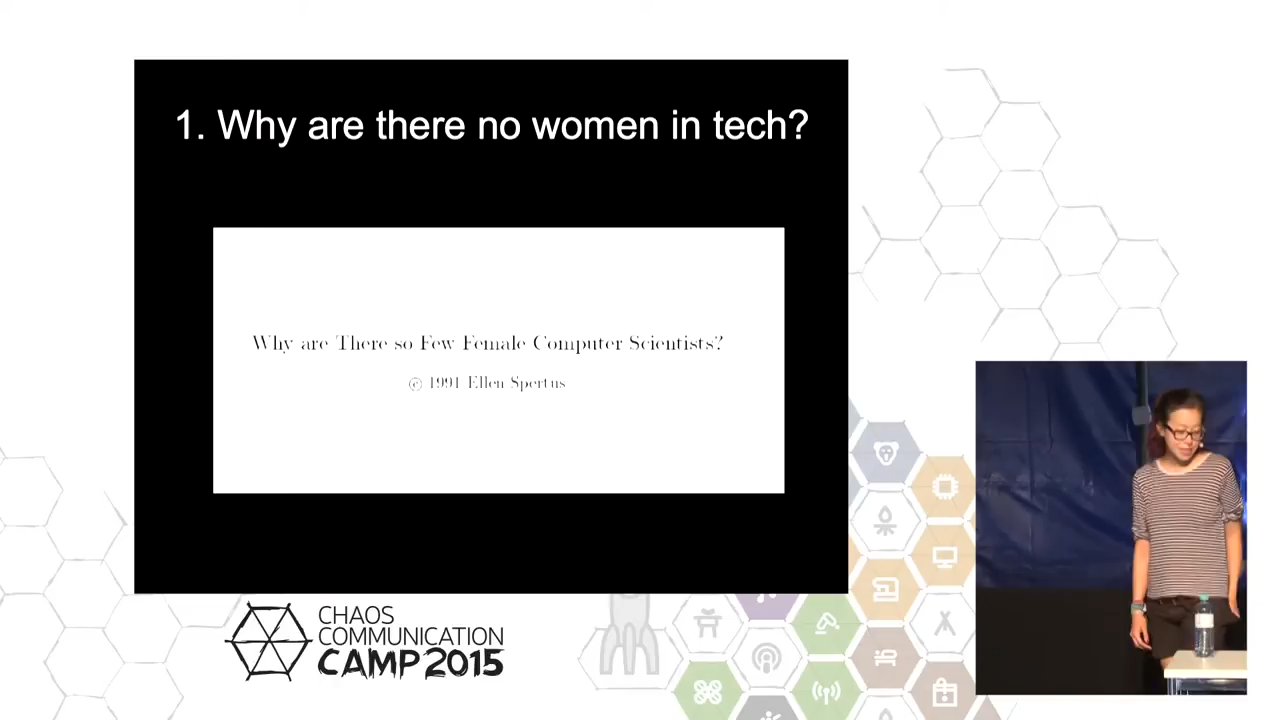 1. Why are there no women in tech?
Why are There so Few Female Computer Scientists?
© 1991 Ellen Spertus
CHAOS
COMMUNICATION
CAMP 2015